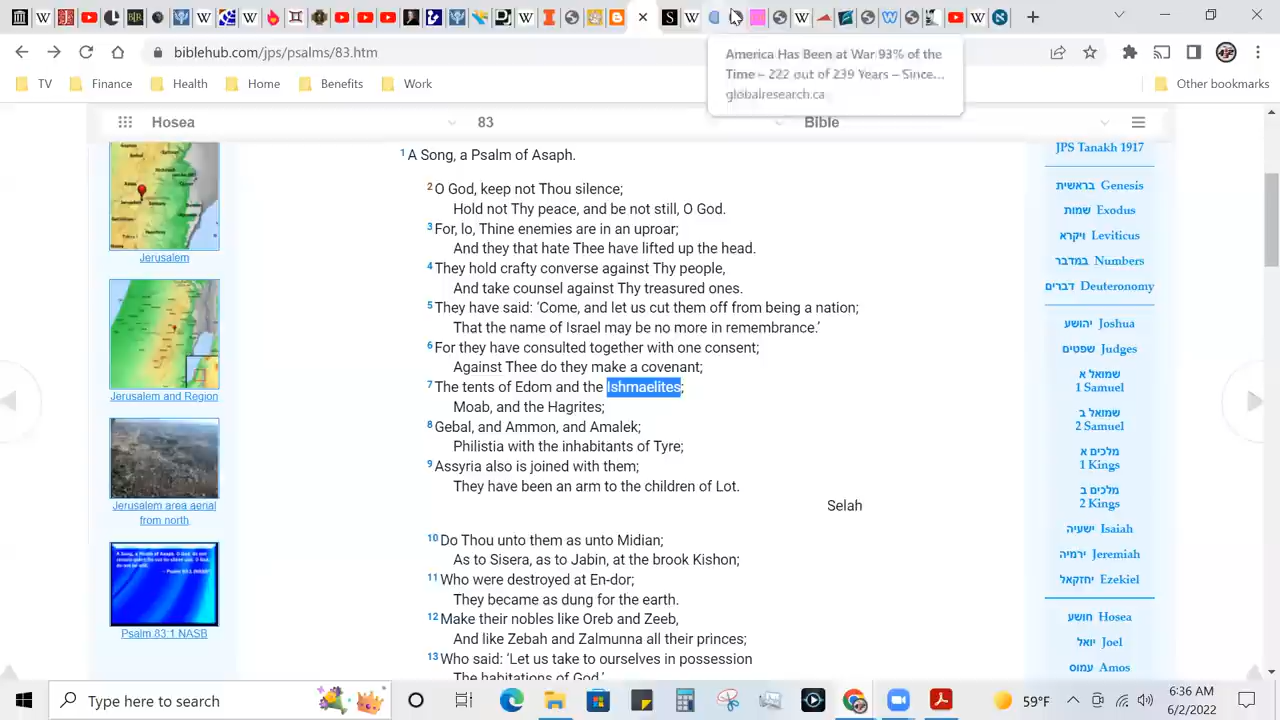 America Has Been at War 93% of the
Time – 222 out of 239 Years – Since...
globalresearch.ca
biblehub.com/jps/psalms/83.htm
TV
Finance
Health
Home
Benefits
Work
Other bookmarks
Hosea
83
Bible
Jerusalem
Jerusalem and Region
Jerusalem area aerial
from north
Psalm 83:1 NASB
1 A Song, a Psalm of Asaph.
2 O God, keep not Thou silence;
Hold not Thy peace, and be not still, O God.
3 For, lo, Thine enemies are in an uproar;
And they that hate Thee have lifted up the head.
4 They hold crafty converse against Thy people,
And take counsel against Thy treasured ones.
5 They have said: ‘Come, and let us cut them off from being a nation;
That the name of Israel may be no more in remembrance.’
6 For they have consulted together with one consent;
Against Thee do they make a covenant;
7 The tents of Edom and the Ishmaelites;
Moab, and the Hagrites;
8 Gebal, and Ammon, and Amalek;
Philistia with the inhabitants of Tyre;
9 Assyria also is joined with them;
They have been an arm to the children of Lot.
Selah
10 Do Thou unto them as unto Midian;
As to Sisera, as to Jabin, at the brook Kishon;
11 Who were destroyed at En-dor;
They became as dung for the earth.
12 Make their nobles like Oreb and Zeeb,
And like Zebah and Zalmunna all their princes;
13 Who said: ‘Let us take to ourselves in possession
The habitations of God.’
JPS Tanakh 1917
בראשית Genesis
שמות Exodus
ויקרא Leviticus
במדבר Numbers
דברים Deuteronomy
יהושע Joshua
שפטים Judges
שמואל א
1 Samuel
שמואל ב
2 Samuel
מלכים א
1 Kings
מלכים ב
2 Kings
ישעיה Isaiah
ירמיה Jeremiah
יחזקאל Ezekiel
הושע Hosea
יואל Joel
עמוס Amos
Type here to search
59°F
6:36 AM
6/2/2022